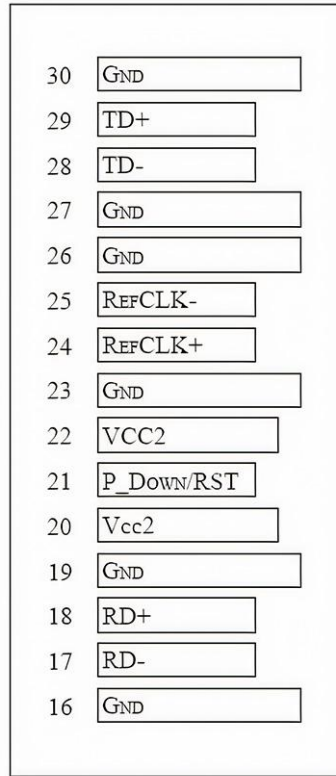 30 GND
29 TD+
28 TD-
27 GND
26 GND
25 REFCLK-
24 REFCLK+
23 GND
22 VCC2
21 P_DOWN/RST
20 Vcc2
19 GND
18 RD+
17 RD-
16 GND